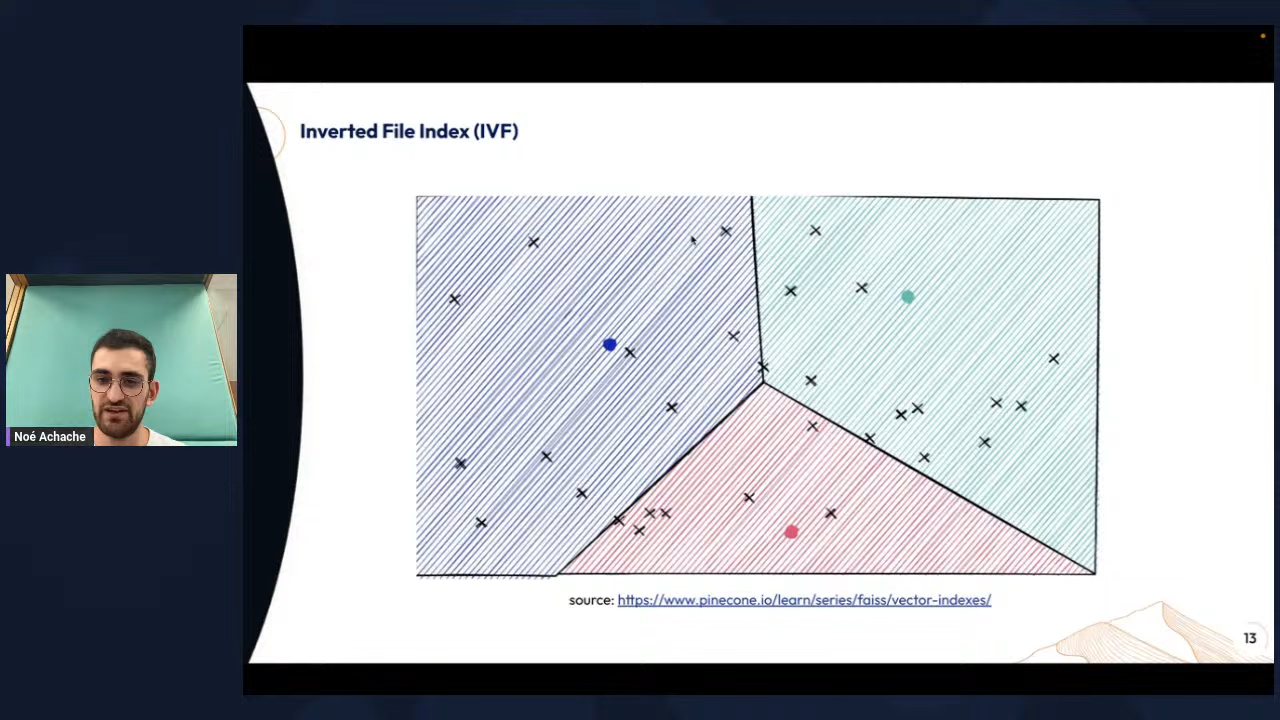 Inverted File Index (IVF)
source: https://www.pinecone.io/learn/series/faiss/vector-indexes/
13
Noé Achache